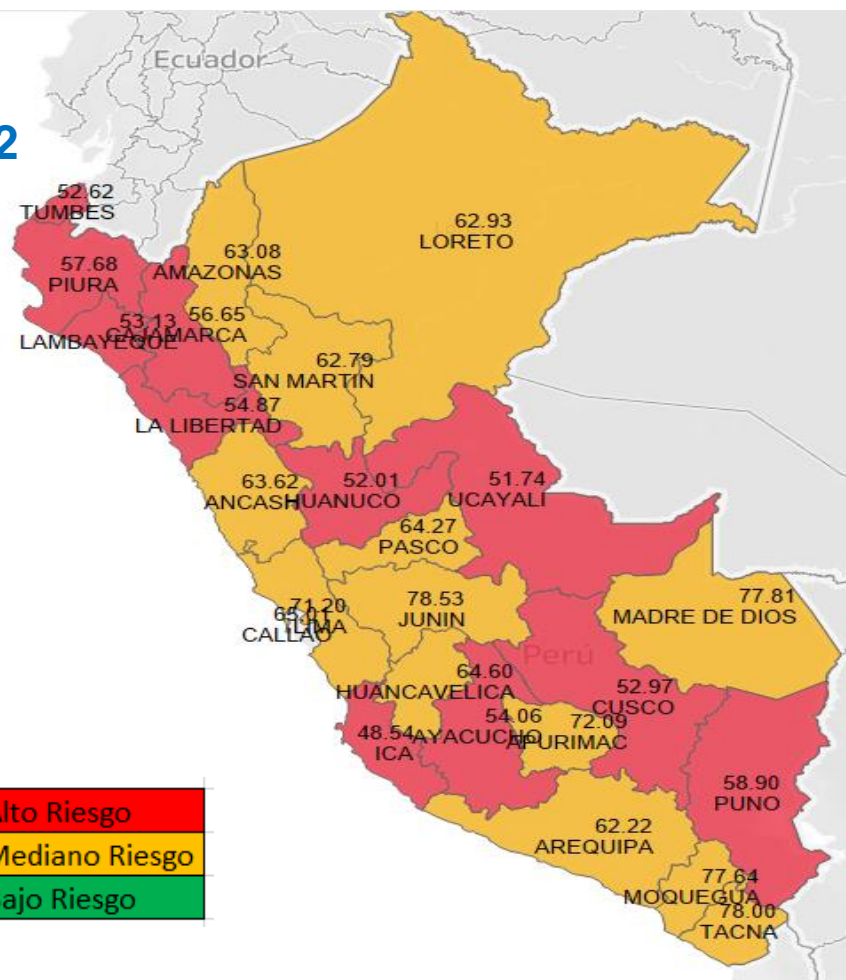 Ecuador
2
52.62
TUMBES
62.93
LORETO
63.08
AMAZONAS
57.68
PIURA
56.65
CAJAMARCA
53.13
LAMBAYEQUE
62.79
SAN MARTIN
54.87
LA LIBERTAD
63.62
ANCASH
52.01
HUANUCO
51.74
UCAYALI
64.27
PASCO
71.20
LIMA
65.01
CALLAO
78.53
JUNIN
77.81
MADRE DE DIOS
Perú
64.60
HUANCAVELICA
52.97
CUSCO
54.06
AYACUCHO
72.09
APURIMAC
48.54
ICA
58.90
PUNO
62.22
AREQUIPA
77.64
MOQUEGUA
78.00
TACNA
Alto Riesgo
Mediano Riesgo
Bajo Riesgo